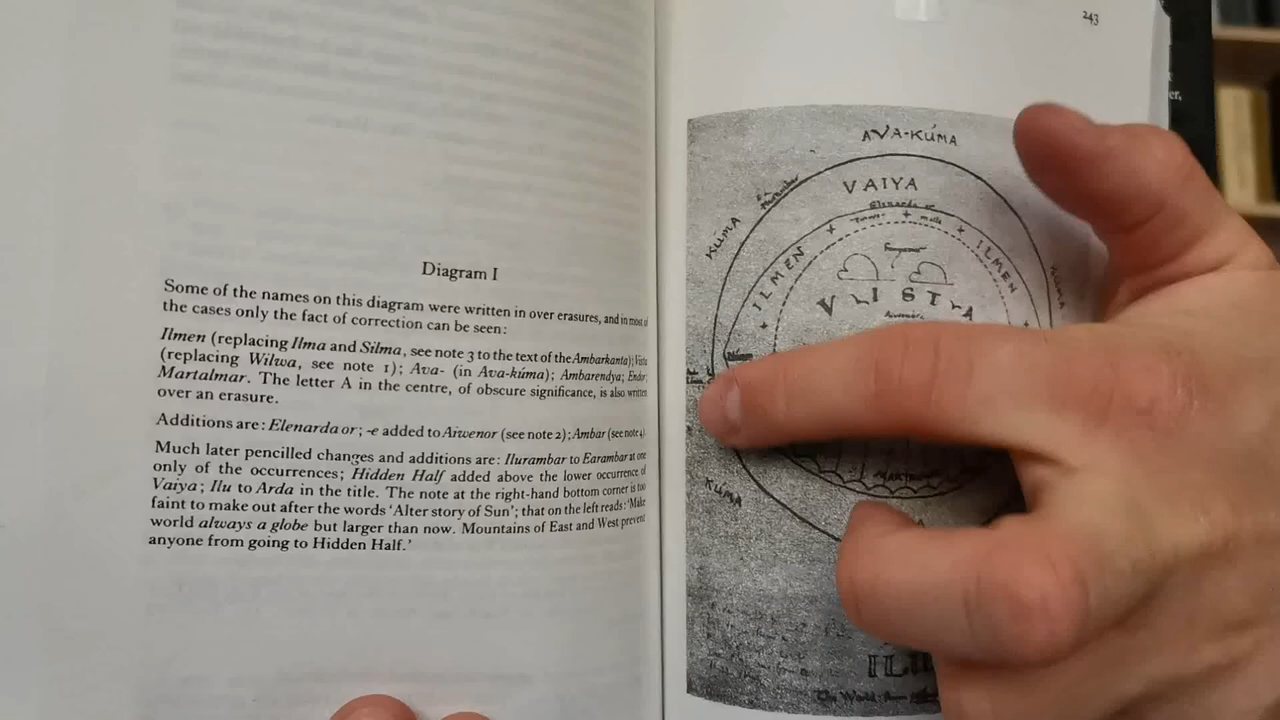 Diagram I
Some of the names on this diagram were written in over erasures, and in most of
the cases only the fact of correction can be seen:
Ilmen (replacing Ilma and Silma, see note 3 to the text of the Ambarkanta); Vista
(replacing Wilwa, see note 1); Ava- (in Ava-kúma); Ambarendya; Endor;
Martalmar. The letter A in the centre, of obscure significance, is also written
over an erasure.
Additions are: Elenarda or; -e added to Aiwenor (see note 2); Ambar (see note 4).
Much later pencilled changes and additions are: Ilurambar to Earambar at one
only of the occurrences; Hidden Half added above the lower occurrence of
Vaiya; Ilu to Arda in the title. The note at the right-hand bottom corner is too
faint to make out after the words 'Alter story of Sun'; that on the left reads: 'Make
world always a globe but larger than now. Mountains of East and West prevent
anyone from going to Hidden Half.'
243
AVA-KÚMA
VAIYA
Elenarda or
KÚMA
ILMEN
ILMEN
VISTA
KÚMA
ILU
The World
er,